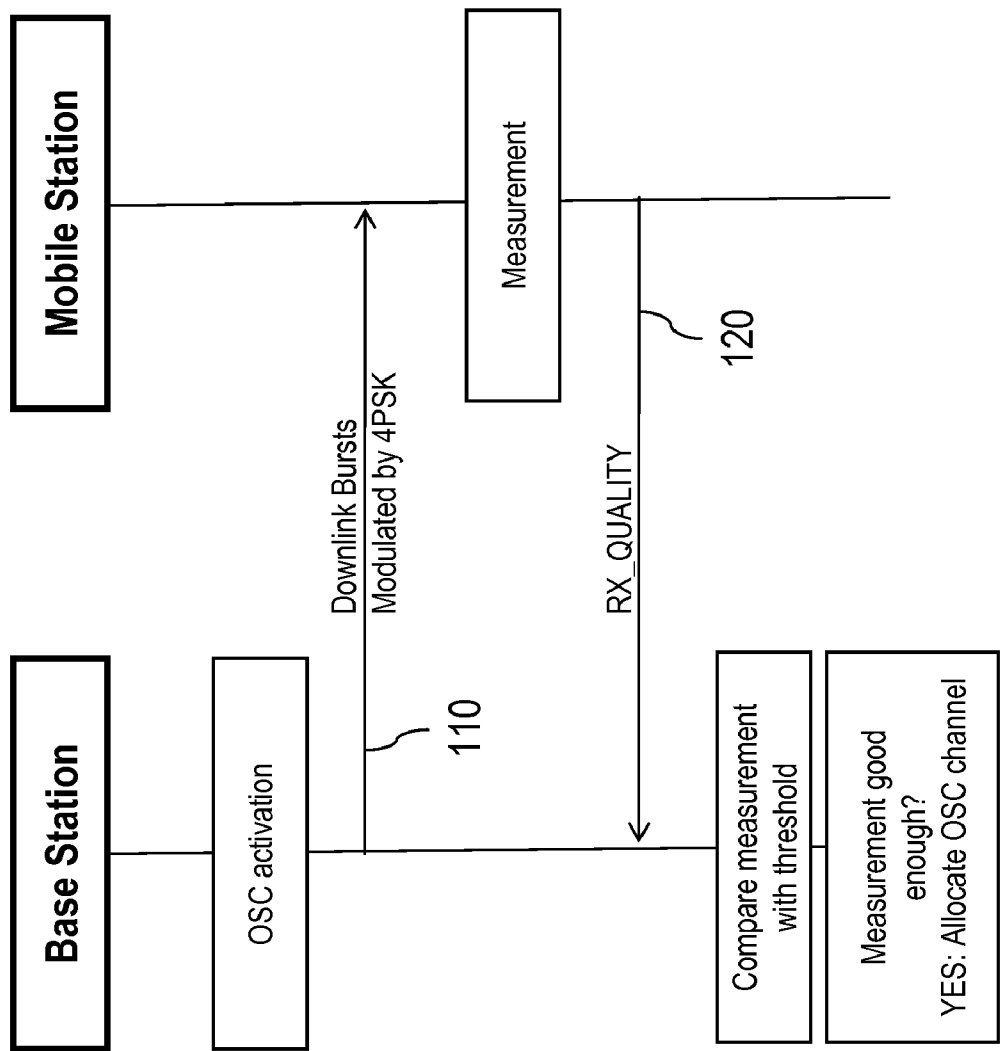 Base Station
Mobile Station
OSC activation
Downlink Bursts
Modulated by 4PSK
110
Measurement
RX_QUALITY
120
Compare measurement
with threshold
Measurement good
enough?
YES: Allocate OSC channel